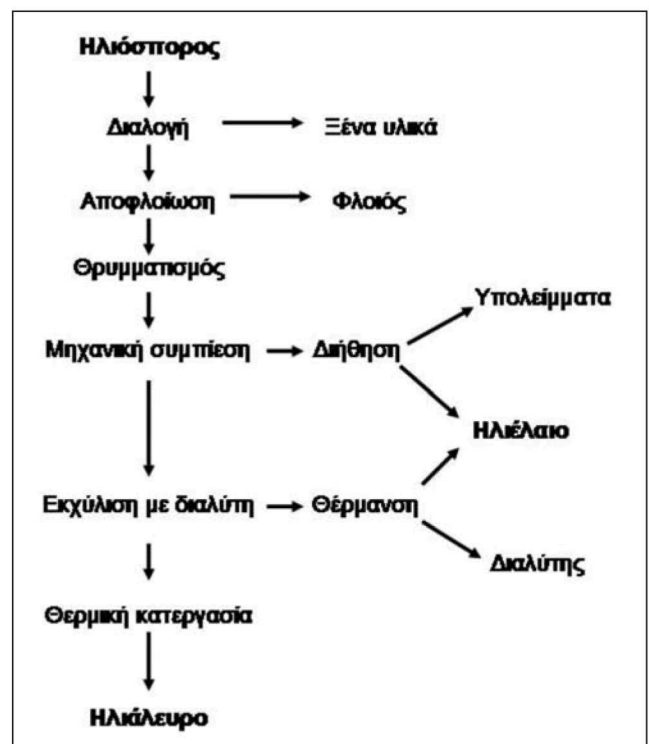 Ηλιόσπορος
Διαλογή
Ξένα υλικά
Αποφλοίωση
Φλοιός
Θρυμματισμός
Υπολείμματα
Μηχανική συμπίεση
Διήθηση
Ηλιέλαιο
Εκχύλιση με διαλύτη
Θέρμανση
Διαλύτης
Θερμική κατεργασία
Ηλιάλευρο